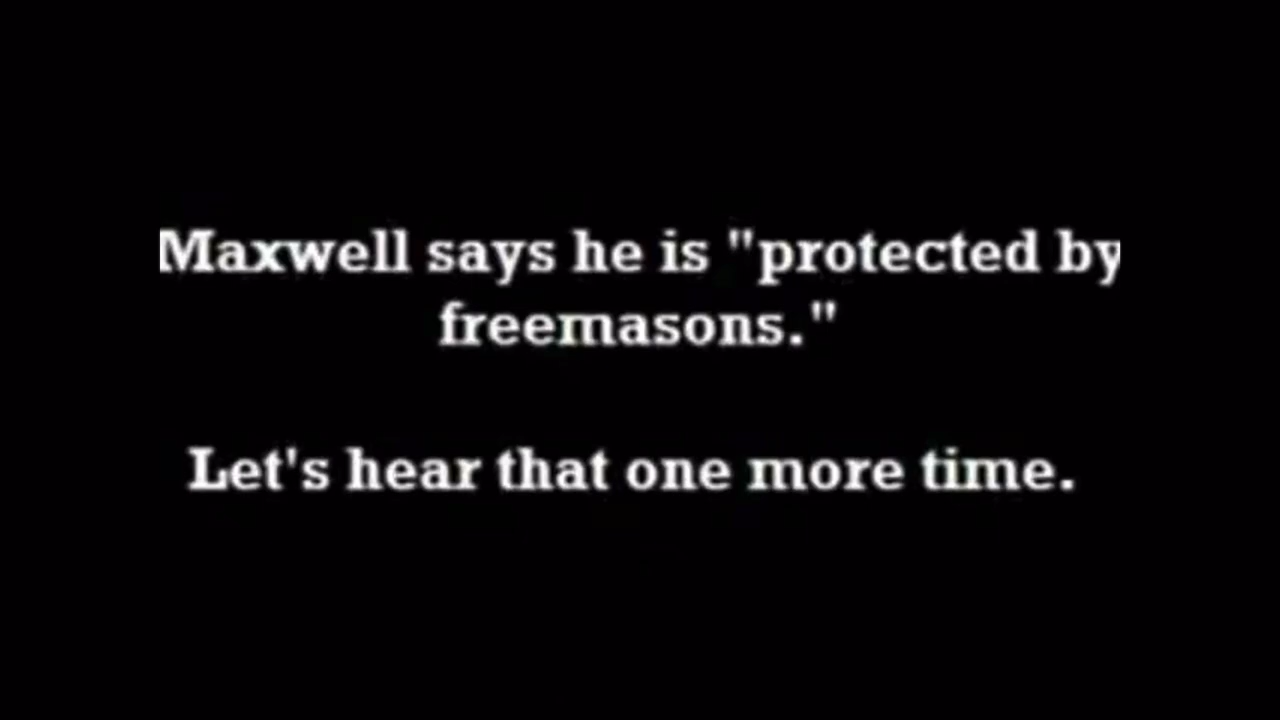 Maxwell says he is "protected by
freemasons."
Let's hear that one more time.